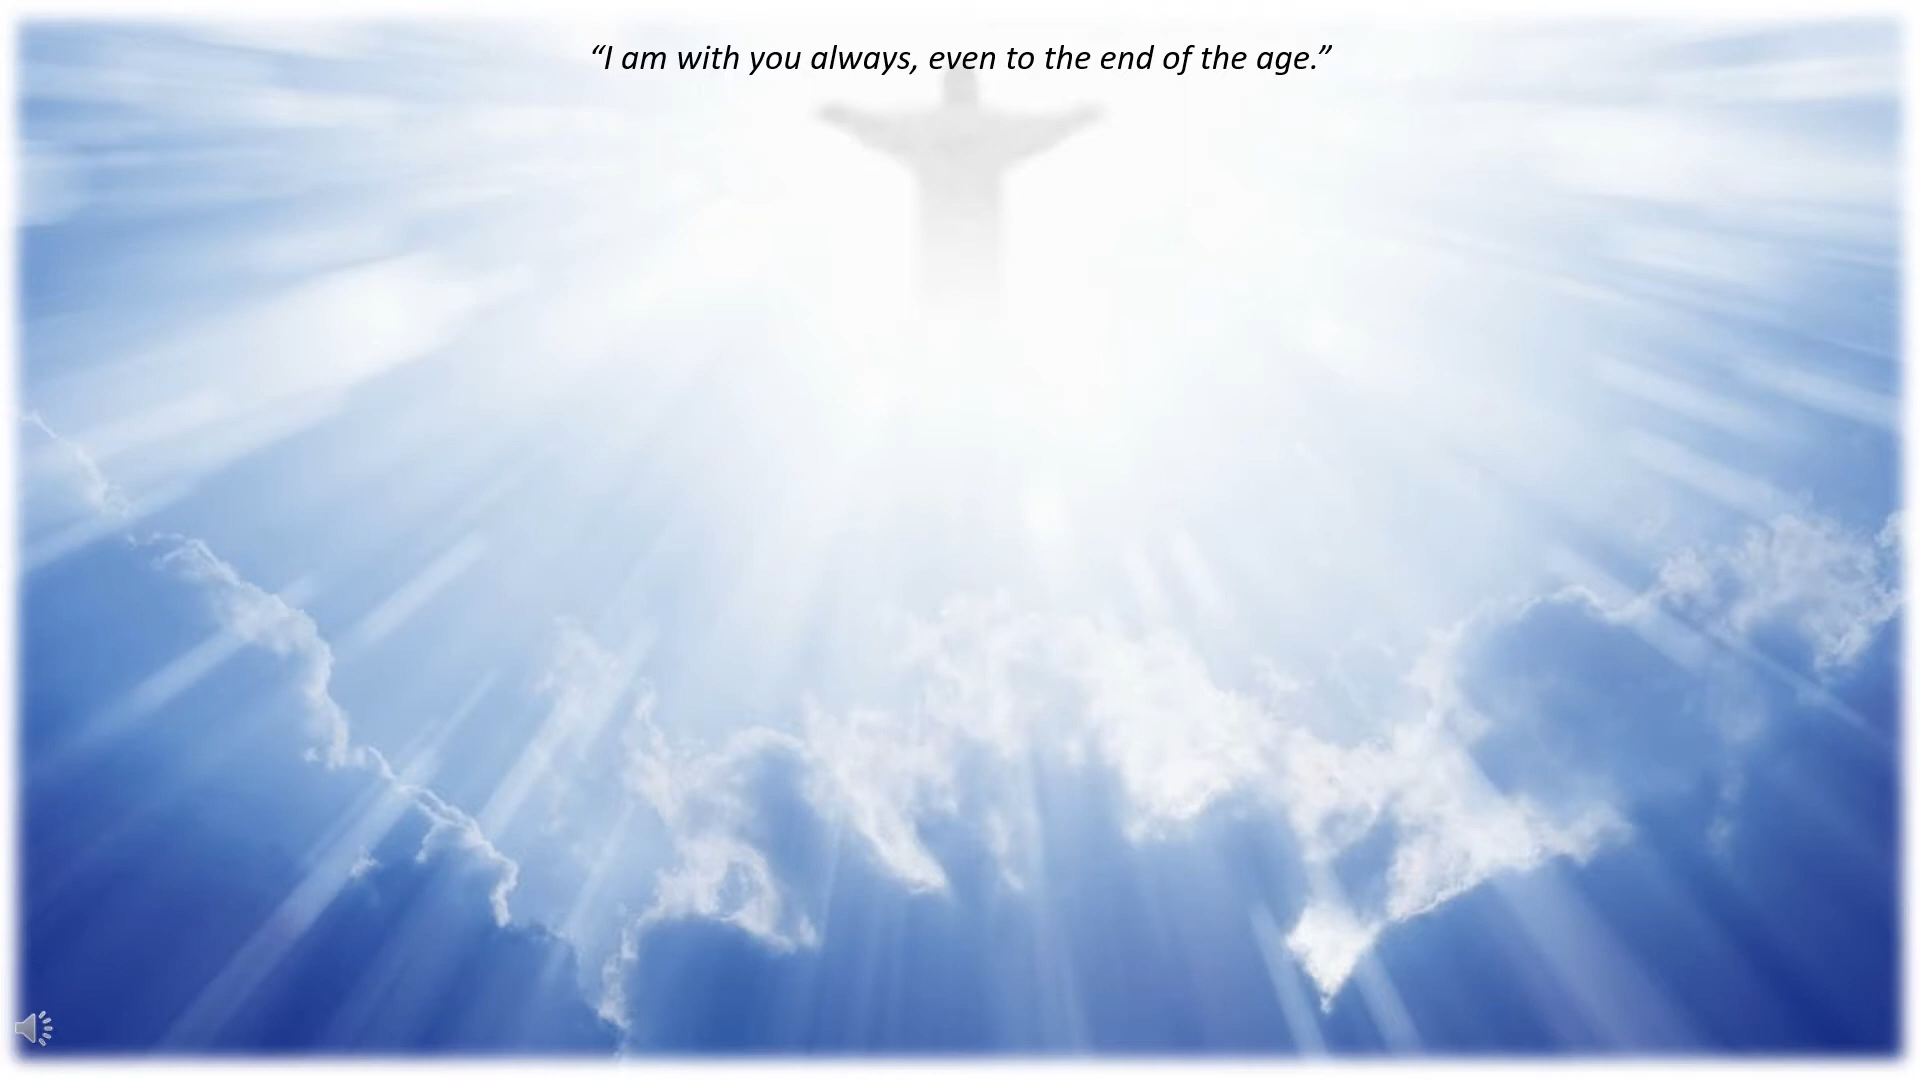 “I am with you always, even to the end of the age.”